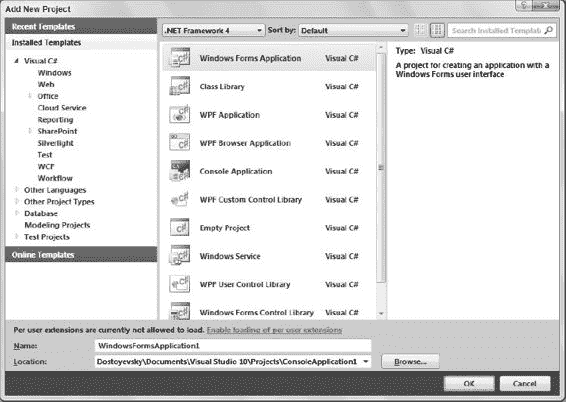 Add New Project
Recent Templates
Installed Templates
Visual C#
Windows
Web
Office
Cloud Service
Reporting
SharePoint
Silverlight
Test
WCF
Workflow
Other Languages
Other Project Types
Database
Modeling Projects
Test Projects
Online Templates
.NET Framework 4
Sort by: Default
Search Installed Templat
Windows Forms Application Visual C#
Class Library Visual C#
WPF Application Visual C#
WPF Browser Application Visual C#
Console Application Visual C#
WPF Custom Control Library Visual C#
Empty Project Visual C#
Windows Service Visual C#
WPF User Control Library Visual C#
Windows Forms Control Library Visual C#
Type: Visual C#
A project for creating an application with a
Windows Forms user interface
Per user extensions are currently not allowed to load. Enable loading of per user extensions
Name: WindowsFormsApplication1
Location: Dostoyevsky\Documents\Visual Studio 10\Projects\ConsoleApplication1
Browse...
OK Cancel